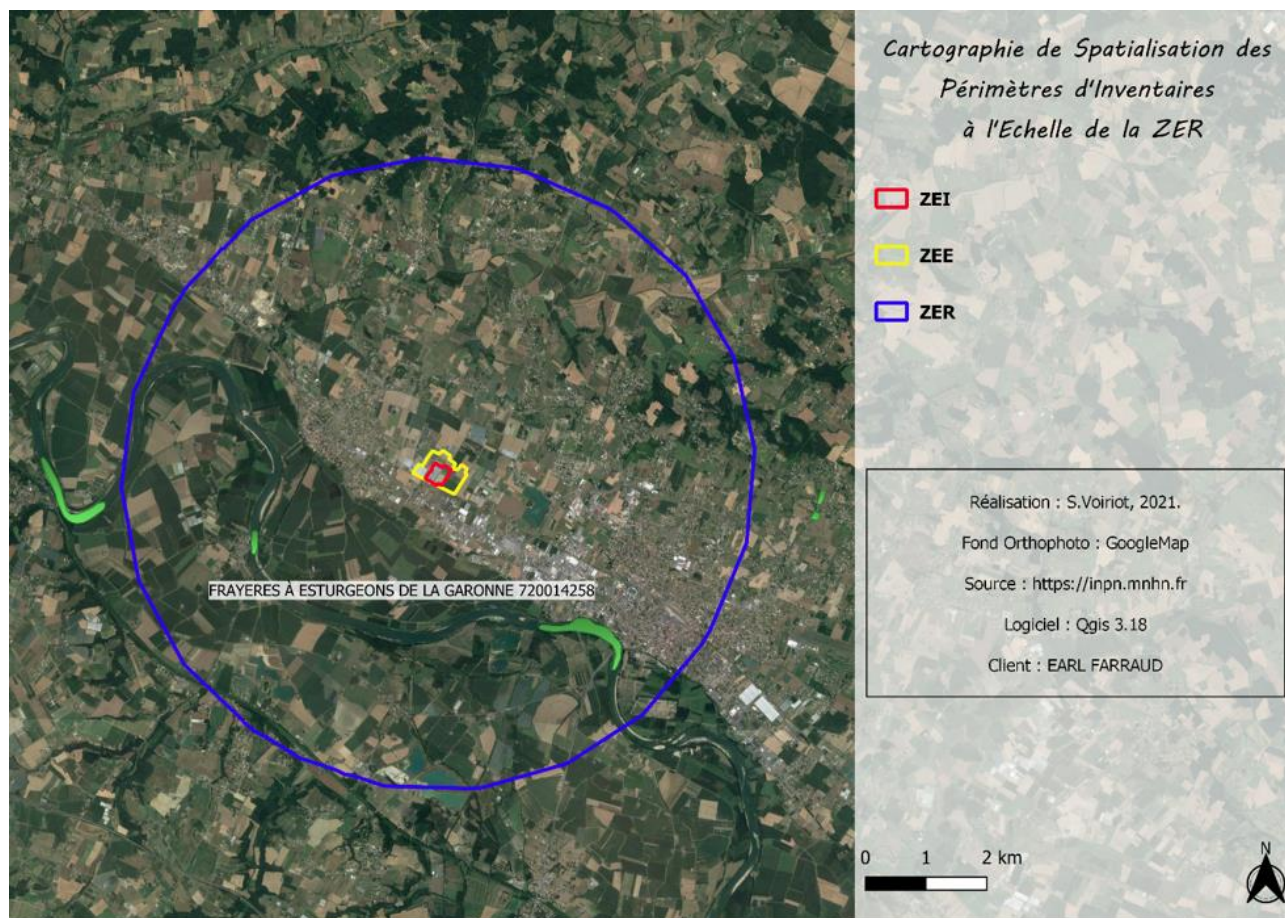 Cartographie de Spatialisation des
Périmètres d'Inventaires
à l'Echelle de la ZER
ZEI
ZEE
ZER
FRAYERES À ESTURGEONS DE LA GARONNE 720014258
Réalisation : S.Voiriot, 2021.
Fond Orthophoto : GoogleMap
Source : https://inpn.mnhn.fr
Logiciel : Qgis 3.18
Client : EARL FARRAUD
0 1 2 km
N